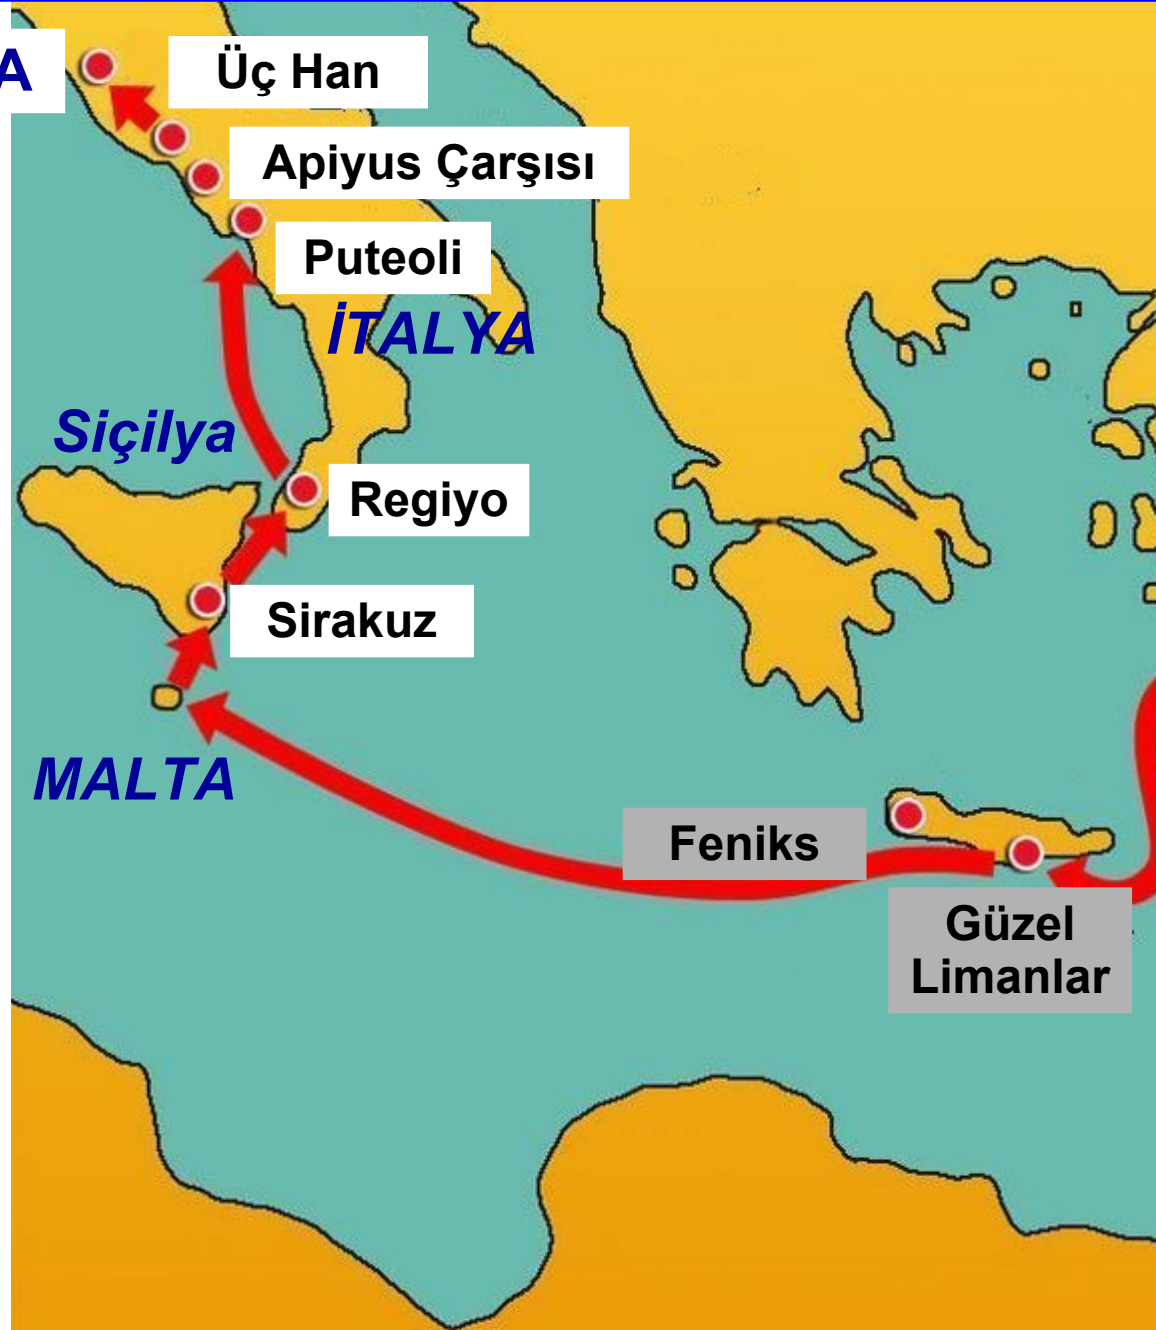 A
Üç Han
Apiyus Çarşısı
Puteoli
İTALYA
Siçilya
Regiyo
Sirakuz
MALTA
Feniks
Güzel
Limanlar